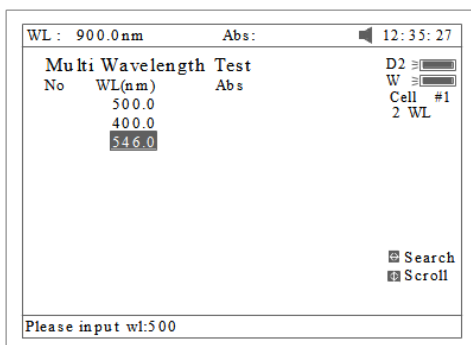 WL: 900.0nm Abs: 12:35:27
Multi Wavelength Test
No WL(nm) Abs
500.0
400.0
546.0
D2
W
Cell #1
2 WL
Search
Scroll
Please input wl:500